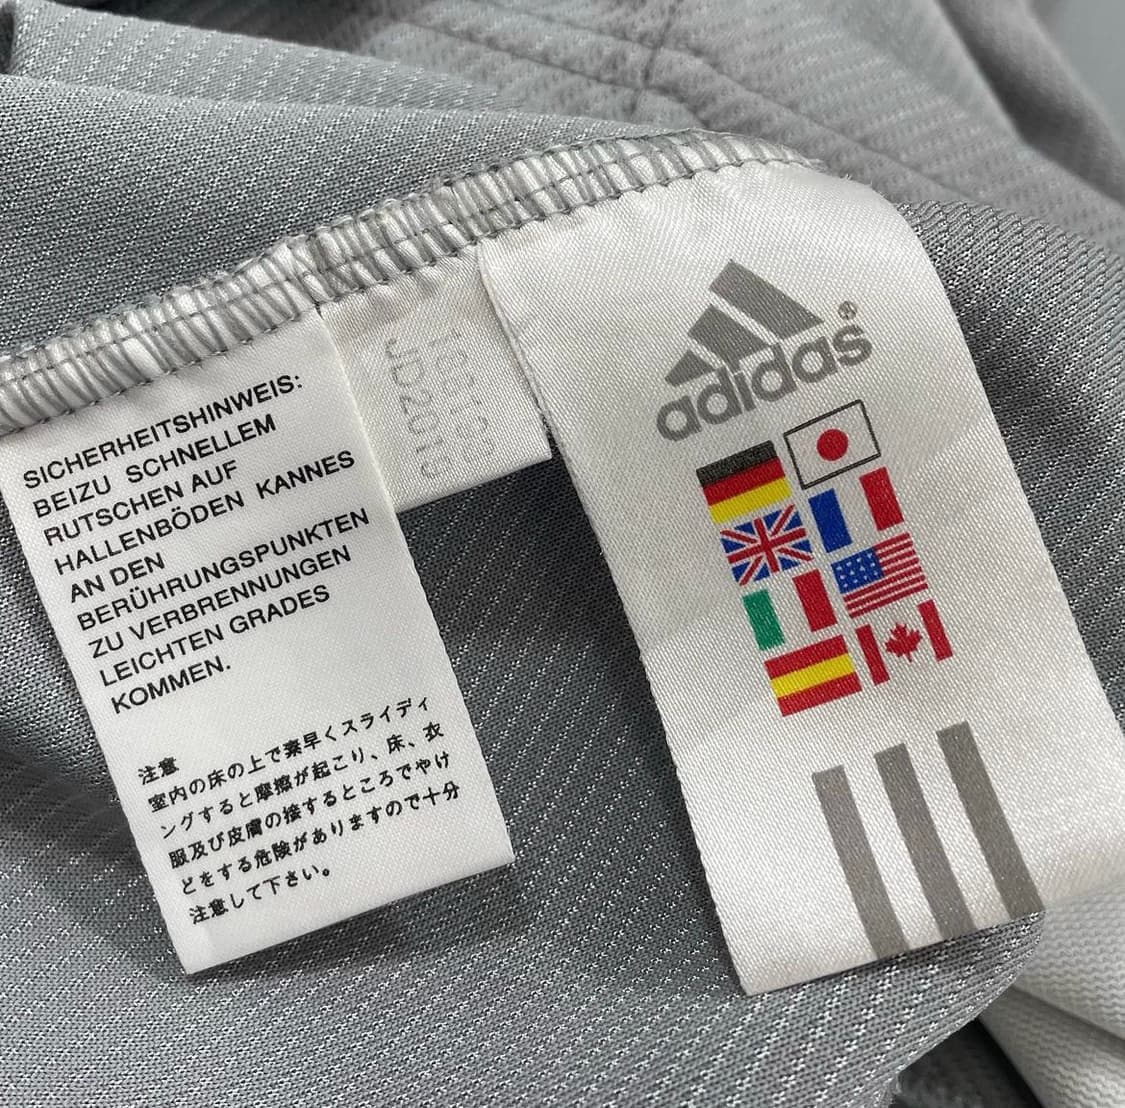 SICHERHEITSHINWEIS:
BEIZU SCHNELLEM
RUTSCHEN AUF
HALLENBÖDEN KANNES
AN DEN
BERÜHRUNGSPUNKTEN
ZU VERBRENNUNGEN
LEICHTEN GRADES
KOMMEN.
注意
室内の床の上で素早くスライディ
ングすると摩擦が起こり、床、衣
服及び皮膚の接するところでやけ
どをする危険がありますので十分
注意して下さい。
JD2019
adidas®